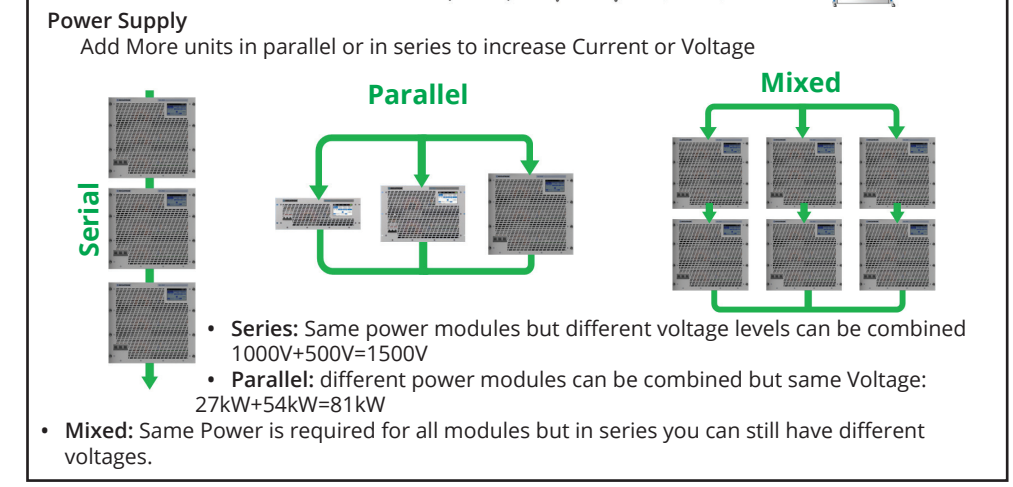 Power Supply
Add More units in parallel or in series to increase Current or Voltage
Serial
Parallel
Mixed
• Series: Same power modules but different voltage levels can be combined
1000V+500V=1500V
• Parallel: different power modules can be combined but same Voltage:
27kW+54kW=81kW
• Mixed: Same Power is required for all modules but in series you can still have different
voltages.